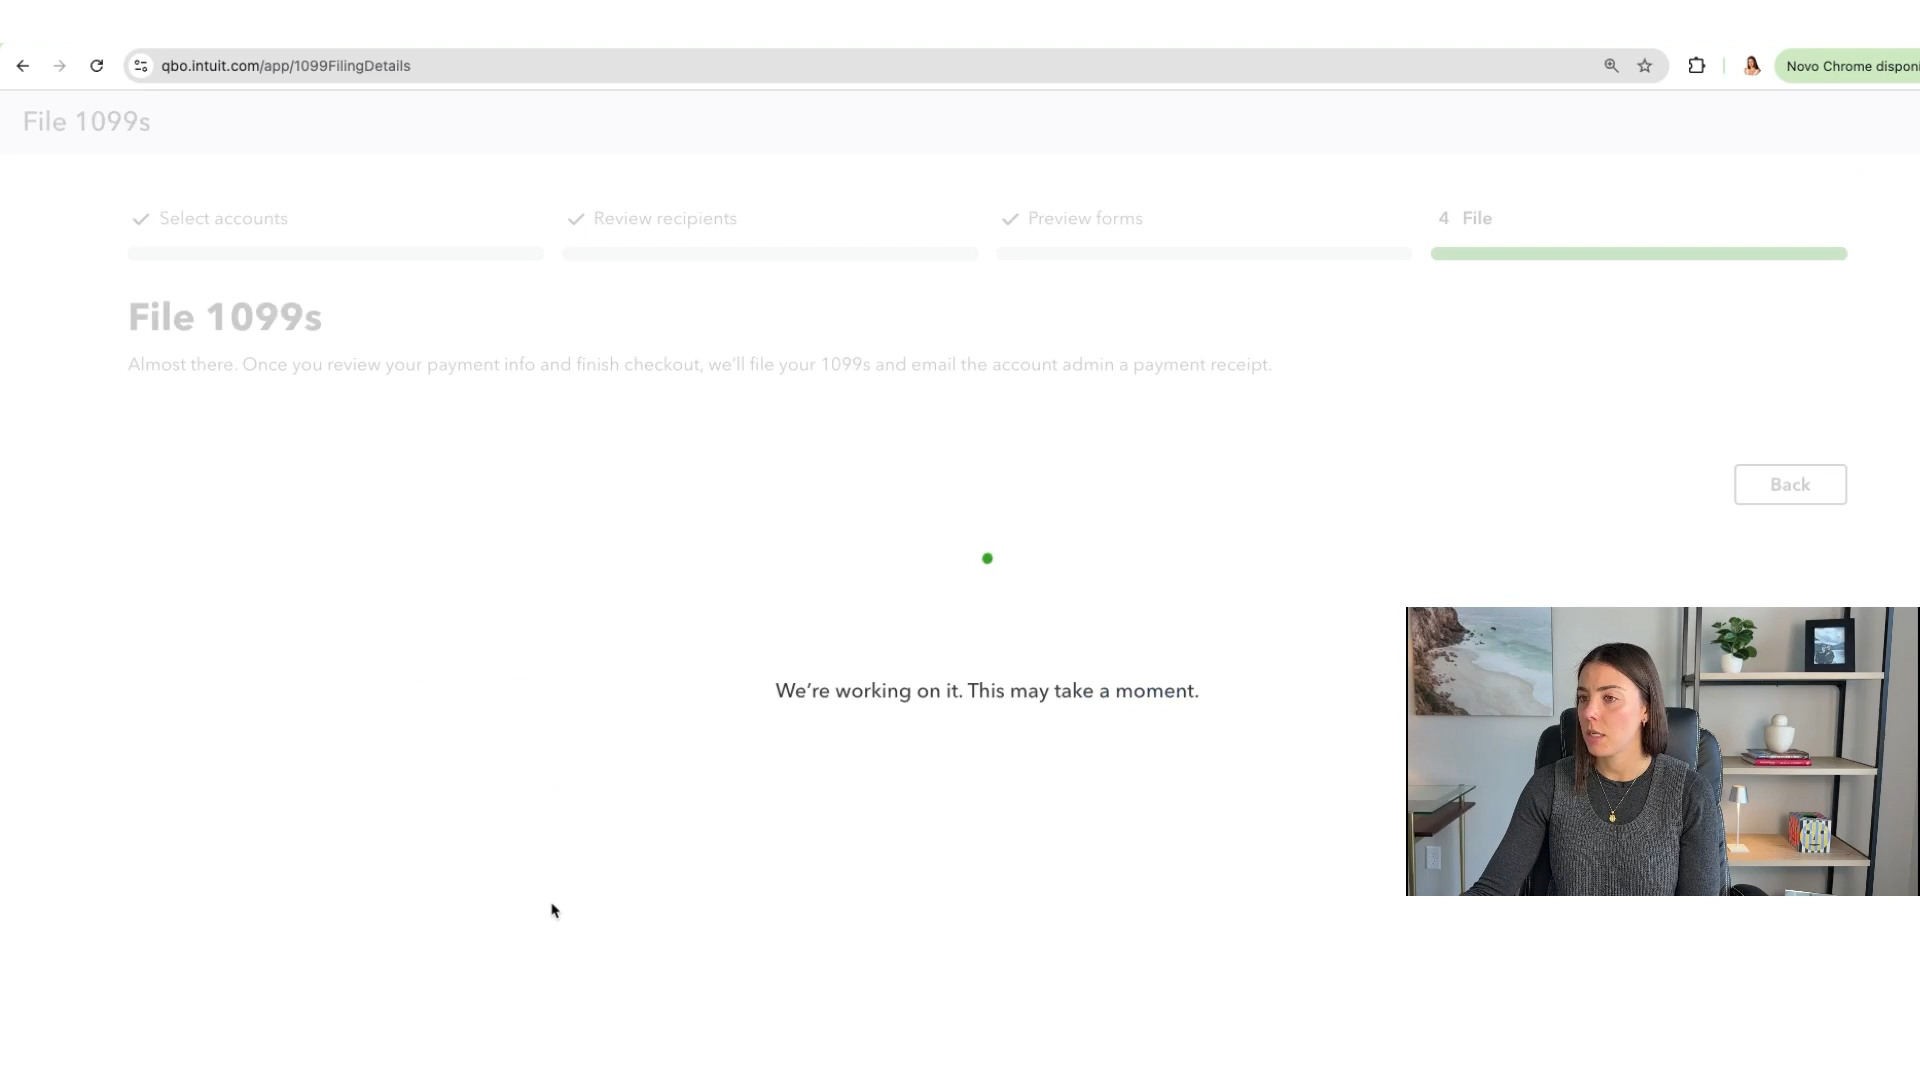 qbo.intuit.com/app/1099FilingDetails
Novo Chrome disponí
File 1099s
Select accounts
Review recipients
Preview forms
4 File
File 1099s
Almost there. Once you review your payment info and finish checkout, we'll file your 1099s and email the account admin a payment receipt.
Back
We're working on it. This may take a moment.